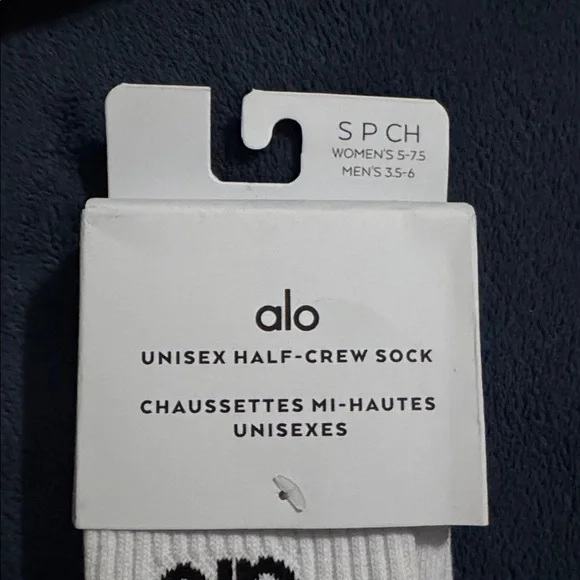 S P CH
WOMEN'S 5-7.5
MEN'S 3.5-6
alo
UNISEX HALF-CREW SOCK
CHAUSSETTES MI-HAUTES
UNISEXES